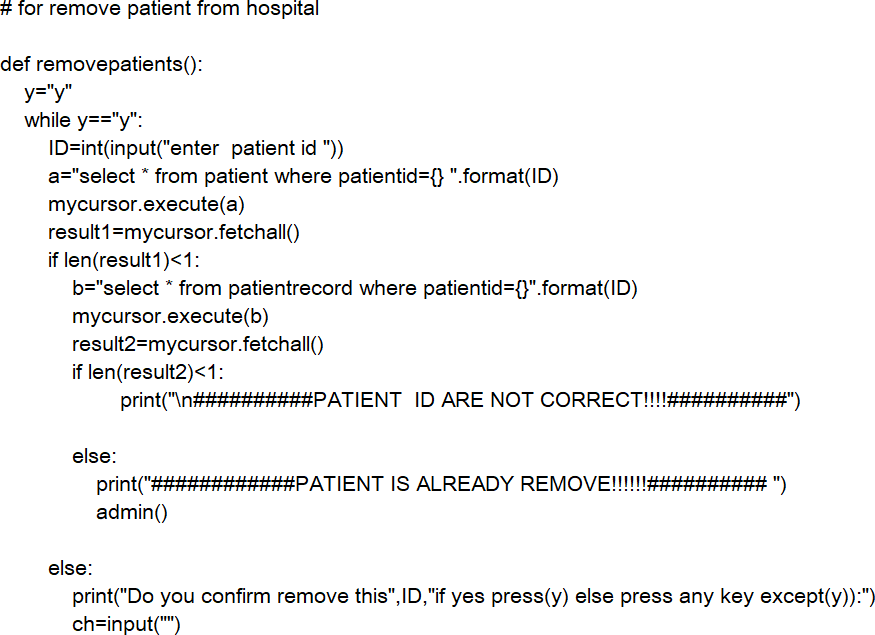 # for remove patient from hospital
def removepatients():
y="y"
while y=="y":
ID=int(input("enter  patient id "))
a="select * from patient where patientid={} ".format(ID)
mycursor.execute(a)
result1=mycursor.fetchall()
if len(result1)<1:
b="select * from patientrecord where patientid={}".format(ID)
mycursor.execute(b)
result2=mycursor.fetchall()
if len(result2)<1:
print("\n##########PATIENT  ID ARE NOT CORRECT!!!!##########")
else:
print("############PATIENT IS ALREADY REMOVE!!!!!!########## ")
admin()
else:
print("Do you confirm remove this",ID,"if yes press(y) else press any key except(y)):")
ch=input("")